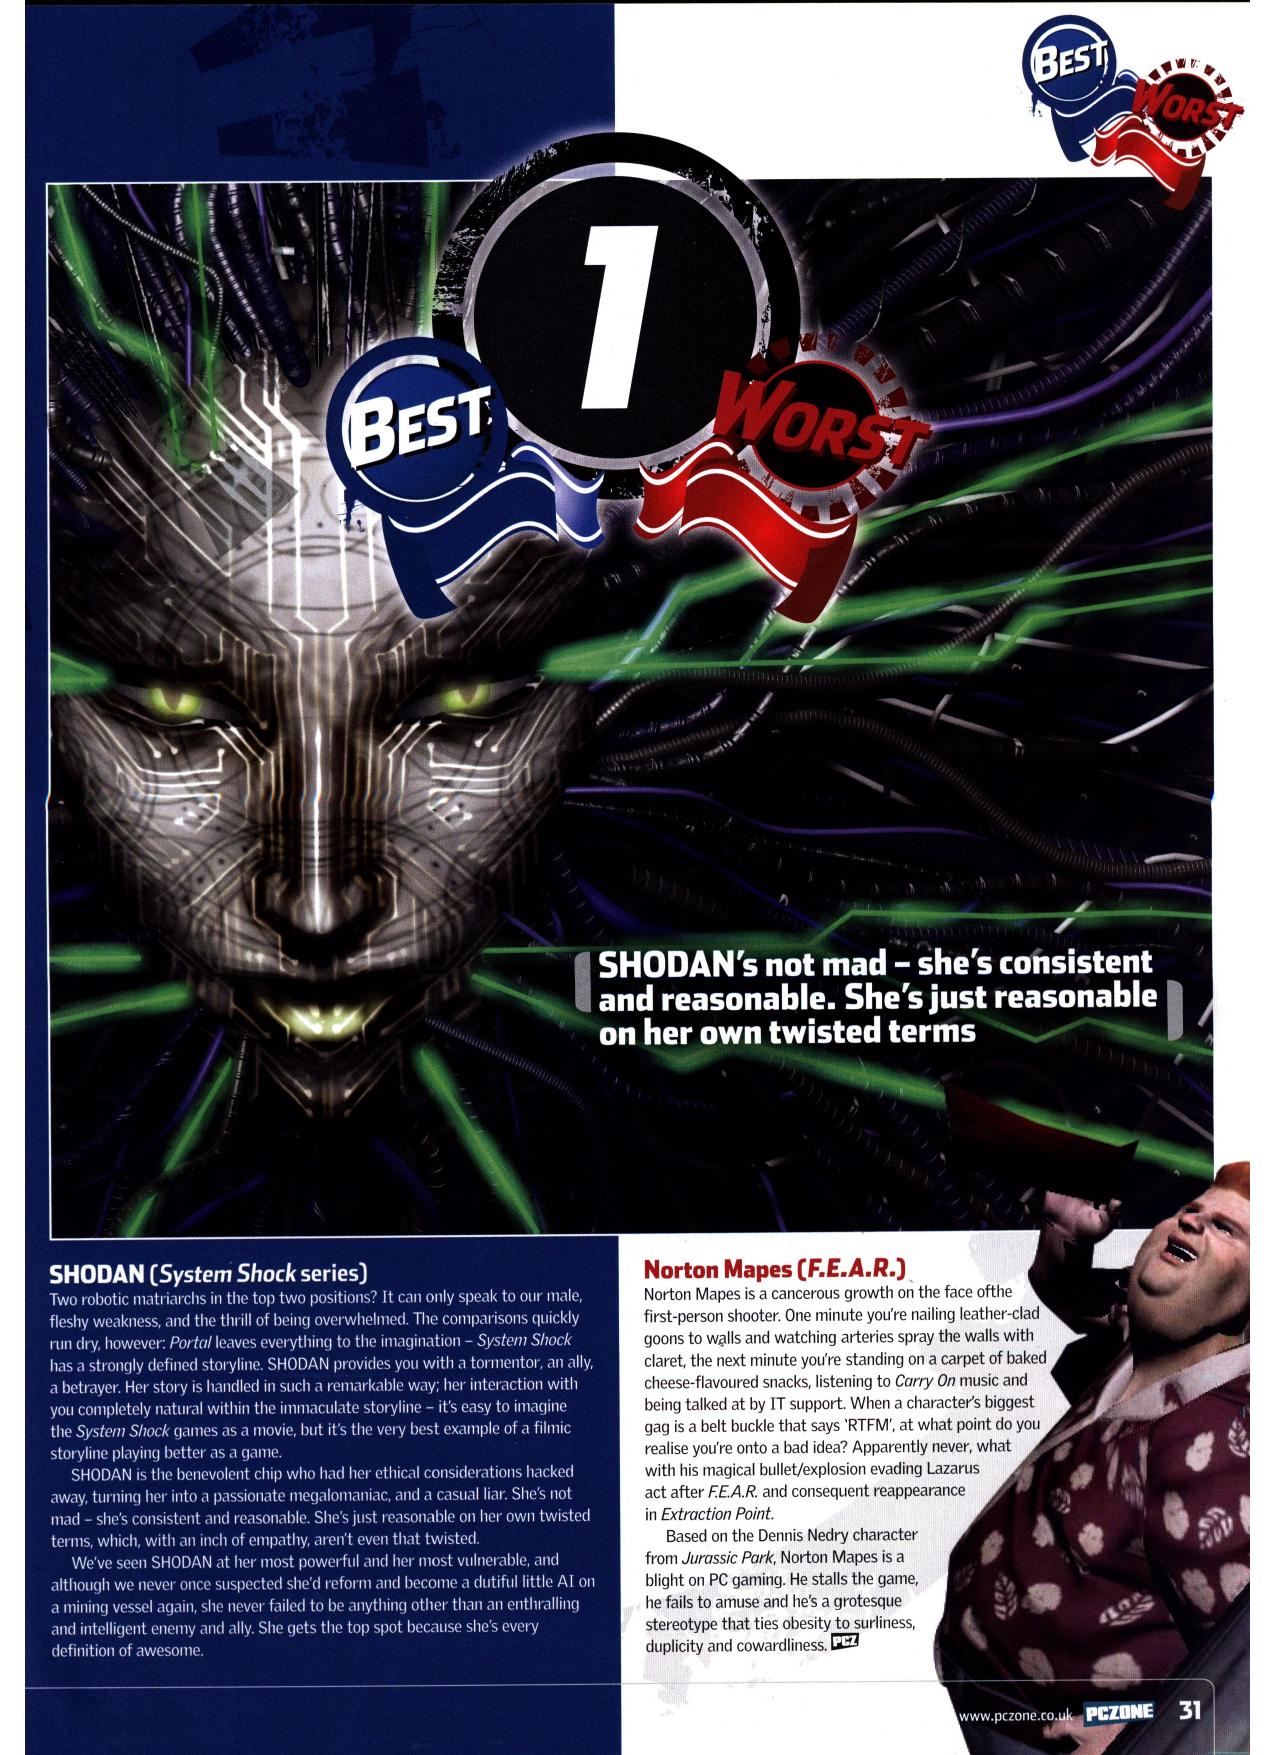 BEST
WORST
1
BEST
WORST
SHODAN's not mad – she's consistent
and reasonable. She's just reasonable
on her own twisted terms
SHODAN (System Shock series)
Two robotic matriarchs in the top two positions? It can only speak to our male,
fleshy weakness, and the thrill of being overwhelmed. The comparisons quickly
run dry, however: Portal leaves everything to the imagination – System Shock
has a strongly defined storyline. SHODAN provides you with a tormentor, an ally,
a betrayer. Her story is handled in such a remarkable way; her interaction with
you completely natural within the immaculate storyline – it's easy to imagine
the System Shock games as a movie, but it's the very best example of a filmic
storyline playing better as a game.
SHODAN is the benevolent chip who had her ethical considerations hacked
away, turning her into a passionate megalomaniac, and a casual liar. She's not
mad – she's consistent and reasonable. She's just reasonable on her own twisted
terms, which, with an inch of empathy, aren't even that twisted.
We've seen SHODAN at her most powerful and her most vulnerable, and
although we never once suspected she'd reform and become a dutiful little AI on
a mining vessel again, she never failed to be anything other than an enthralling
and intelligent enemy and ally. She gets the top spot because she's every
definition of awesome.
Norton Mapes (F.E.A.R.)
Norton Mapes is a cancerous growth on the face ofthe
first-person shooter. One minute you're nailing leather-clad
goons to walls and watching arteries spray the walls with
claret, the next minute you're standing on a carpet of baked
cheese-flavoured snacks, listening to Carry On music and
being talked at by IT support. When a character's biggest
gag is a belt buckle that says 'RTFM', at what point do you
realise you're onto a bad idea? Apparently never, what
with his magical bullet/explosion evading Lazarus
act after F.E.A.R. and consequent reappearance
in Extraction Point.
Based on the Dennis Nedry character
from Jurassic Park, Norton Mapes is a
blight on PC gaming. He stalls the game,
he fails to amuse and he's a grotesque
stereotype that ties obesity to surliness,
duplicity and cowardliness. PCZ
www.pczone.co.uk PCZONE 31